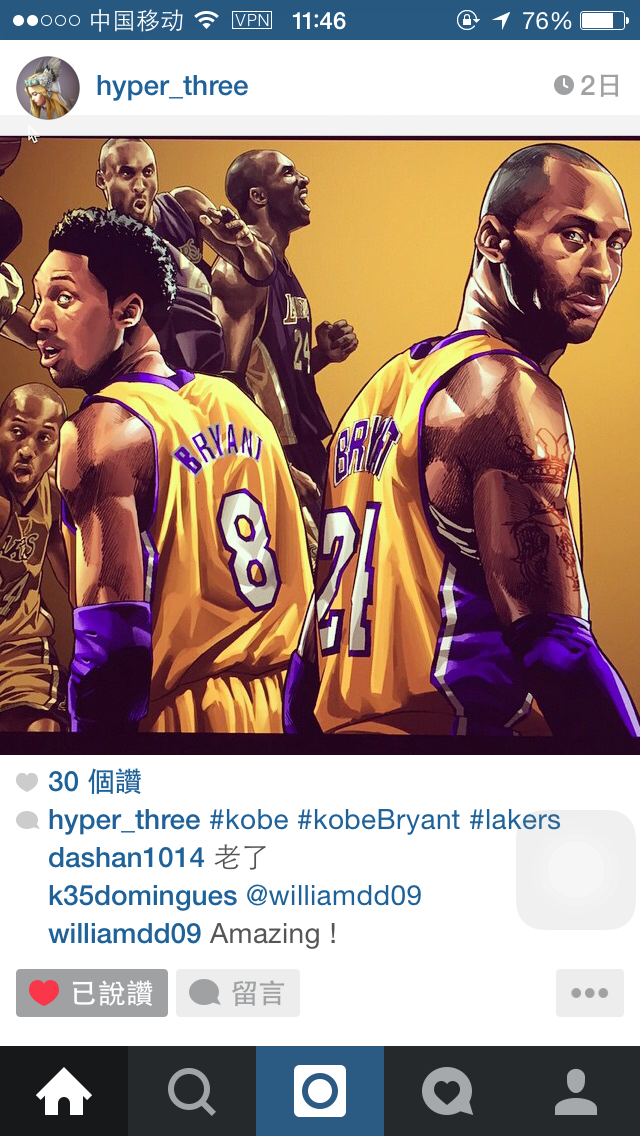 中国移动 VPN 11:46 76%
hyper_three 2日
LAKERS
24
BRYANT
8
BRYANT
24
30 個讚
hyper_three #kobe #kobeBryant #lakers
dashan1014 老了
k35domingues @williamdd09
williamdd09 Amazing !
已說讚 留言